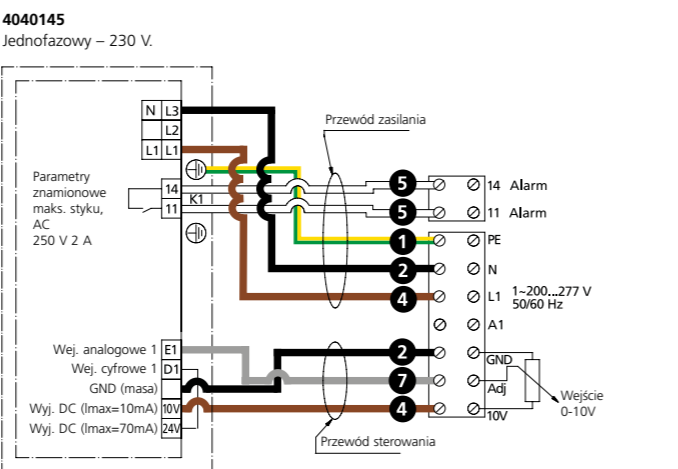 4040145
Jednofazowy – 230 V.
N L3
L2
L1 L1
Przewód zasilania
Parametry
znamionowe
maks. styku,
AC
250 V 2 A
14
K1
11
5
14 Alarm
5
11 Alarm
1
PE
2
N
4
L1
1~200...277 V
50/60 Hz
A1
Wej. analogowe 1 E1
Wej. cyfrowe 1 D1
GND (masa)
Wyj. DC (Imax=10mA) 10V
Wyj. DC (Imax=70mA) 24V
2
GND
7
Adj
4
10V
Wejście
0-10V
Przewód sterowania